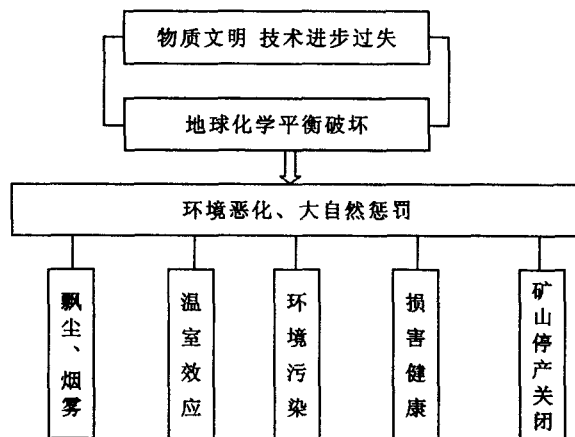 物质文明 技术进步过失
地球化学平衡破坏
环境恶化、大自然惩罚
飘尘、烟雾
温室效应
环境污染
损害健康
矿山停产关闭